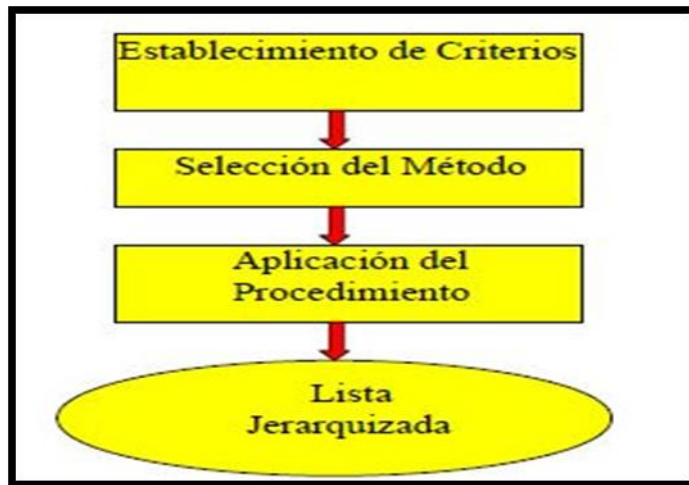 Establecimiento de Criterios
Selección del Método
Aplicación del
Procedimiento
Lista
Jerarquizada